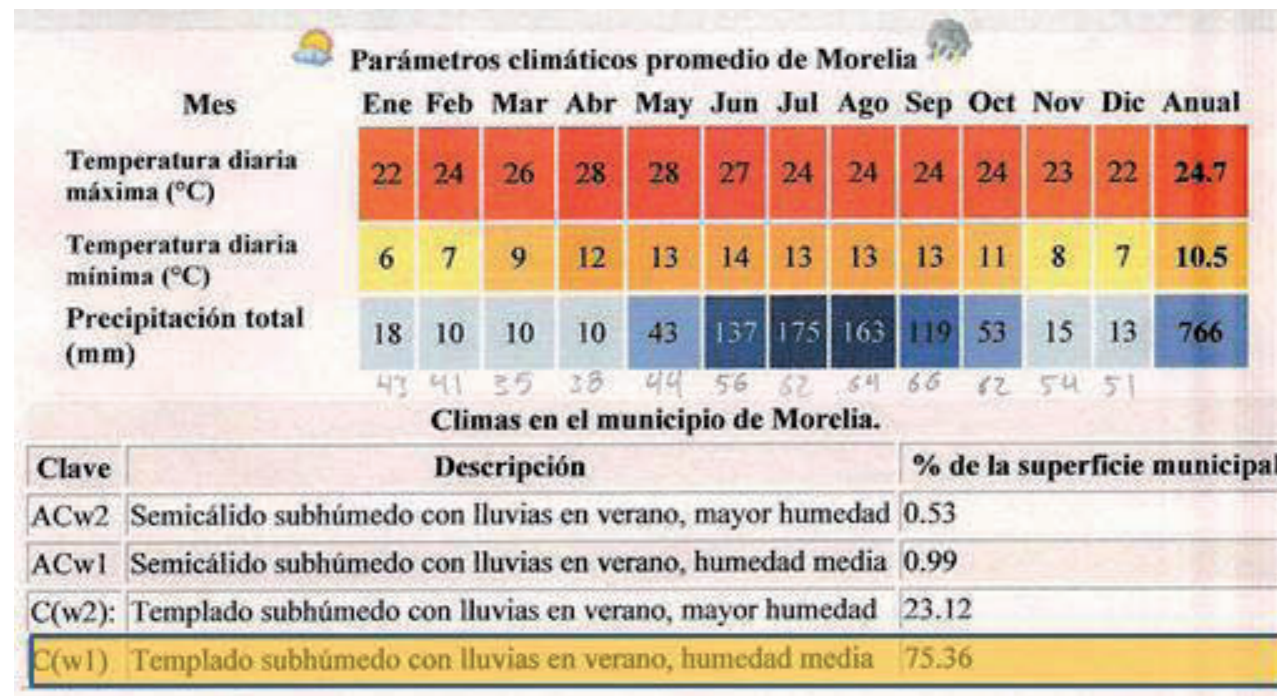 Parámetros climáticos promedio de Morelia
Mes Ene Feb Mar Abr May Jun Jul Ago Sep Oct Nov Dic Anual
Temperatura diaria máxima (°C) 22 24 26 28 28 27 24 24 24 24 23 22 24.7
Temperatura diaria mínima (°C) 6 7 9 12 13 14 13 13 13 11 8 7 10.5
Precipitación total (mm) 18 10 10 10 43 137 175 163 119 53 15 13 766
43 41 35 38 44 56 62 64 66 62 54 51
Climas en el municipio de Morelia.
Clave Descripción % de la superficie municipal
ACw2 Semicálido subhúmedo con lluvias en verano, mayor humedad 0.53
ACw1 Semicálido subhúmedo con lluvias en verano, humedad media 0.99
C(w2): Templado subhúmedo con lluvias en verano, mayor humedad 23.12
C(w1) Templado subhúmedo con lluvias en verano, humedad media 75.36